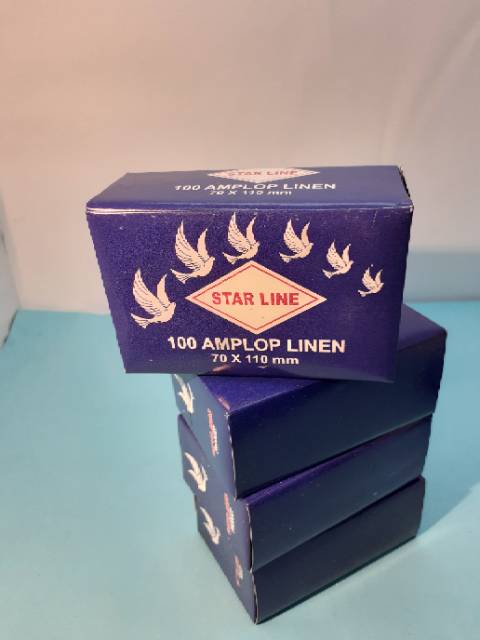 STAR LINE
100 AMPLOP LINEN
70 X 110 mm
STAR LINE
100 AMPLOP LINEN
70 X 110 mm